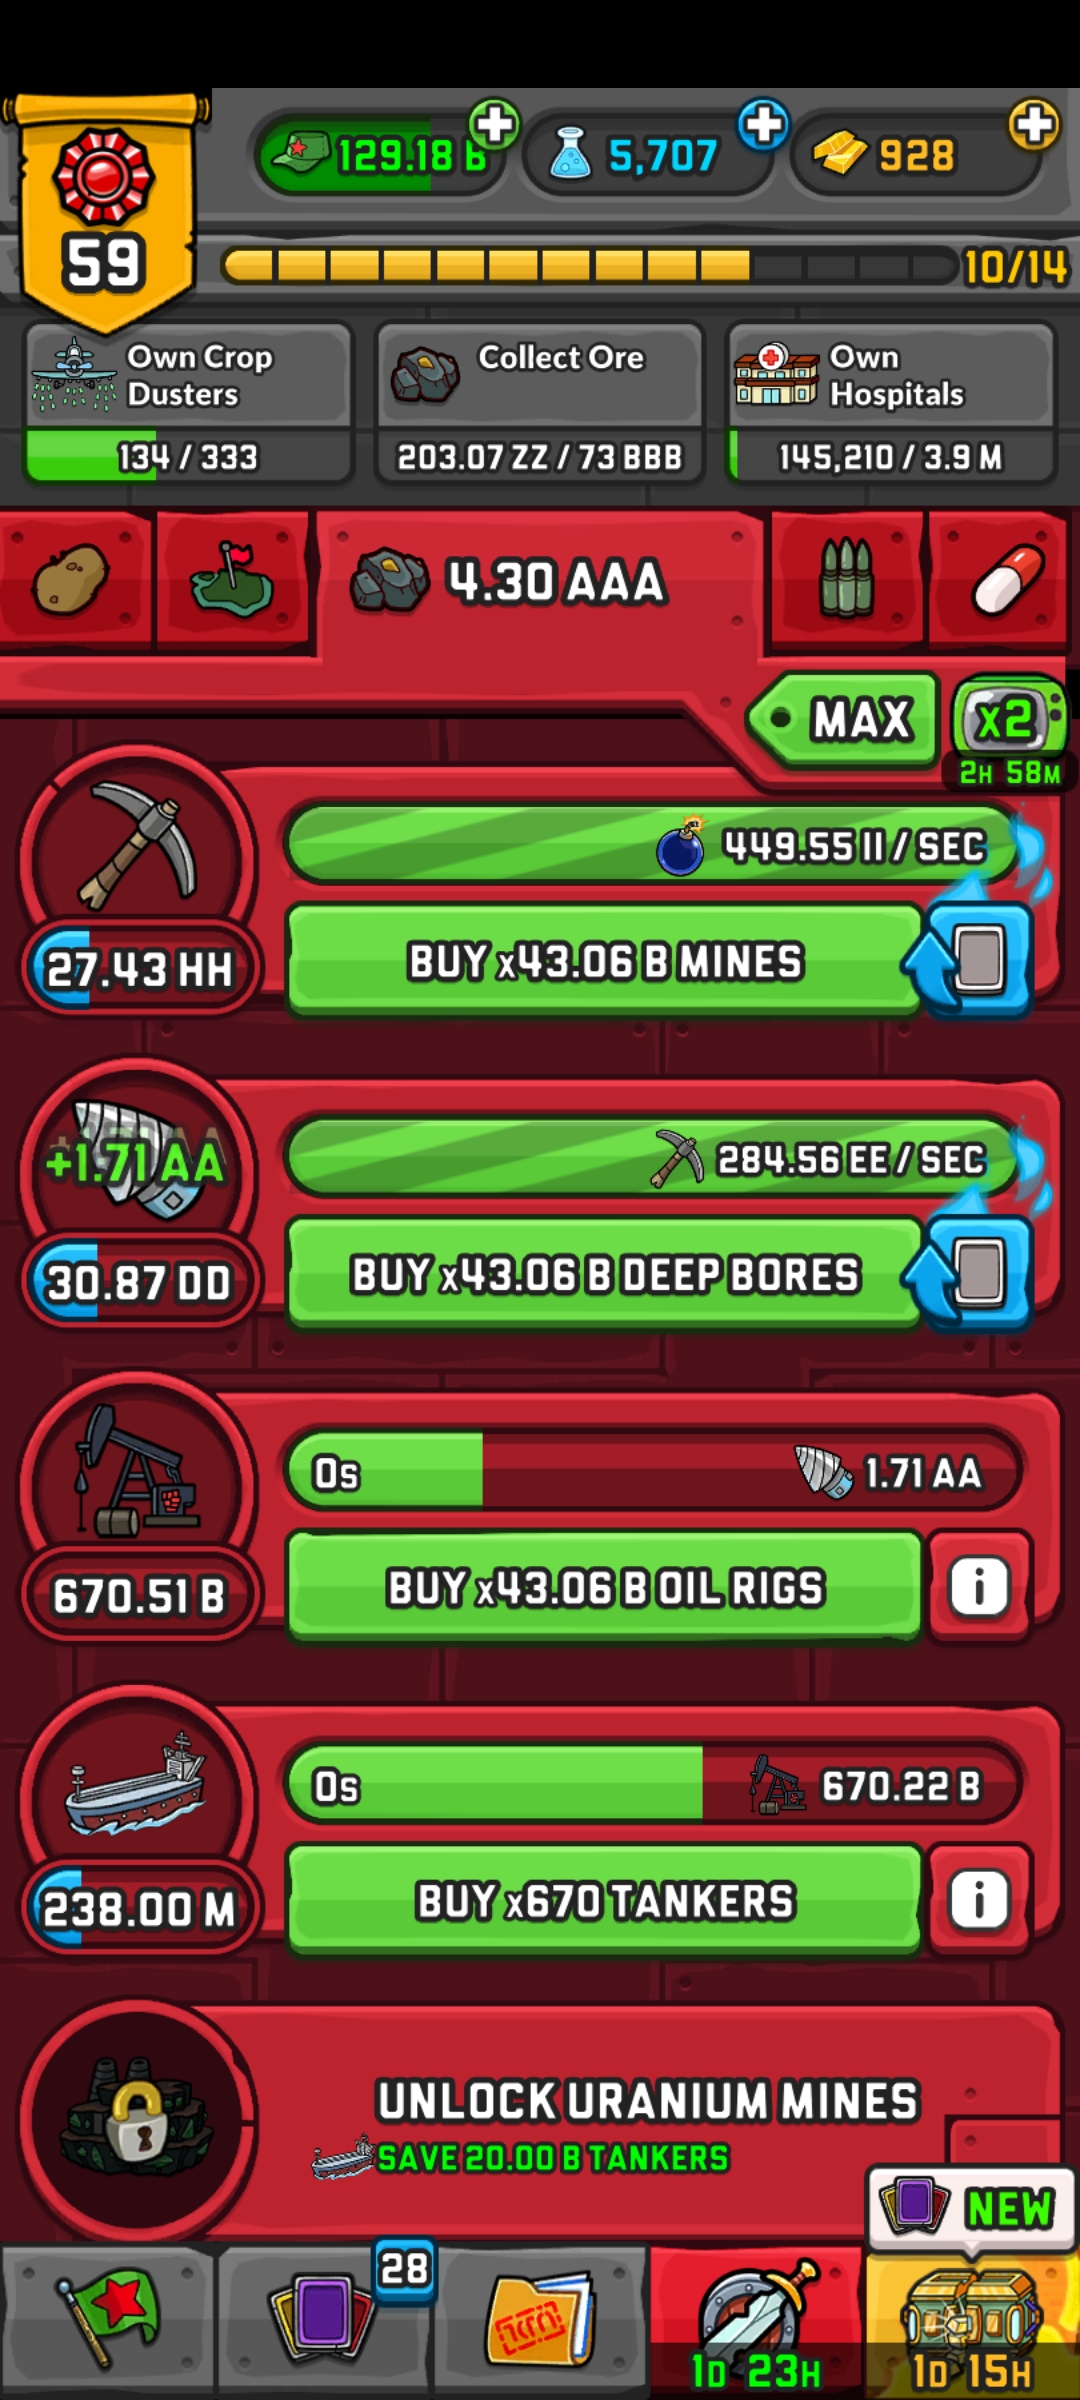 129.18 B
5,707
928
59
10/14
Own Crop
Dusters
134 / 333
Collect Ore
203.07 ZZ / 73 BBB
Own
Hospitals
145,210 / 3.9 M
4.30 AAA
MAX
x2
2H 58M
449.55 II / SEC
27.43 HH
BUY x43.06 B MINES
+1.71 AA
284.56 EE / SEC
30.87 DD
BUY x43.06 B DEEP BORES
0s
1.71 AA
670.51 B
BUY x43.06 B OIL RIGS
i
0s
670.22 B
238.00 M
BUY x670 TANKERS
i
UNLOCK URANIUM MINES
SAVE 20.00 B TANKERS
NEW
28
1D 23H
1D 15H